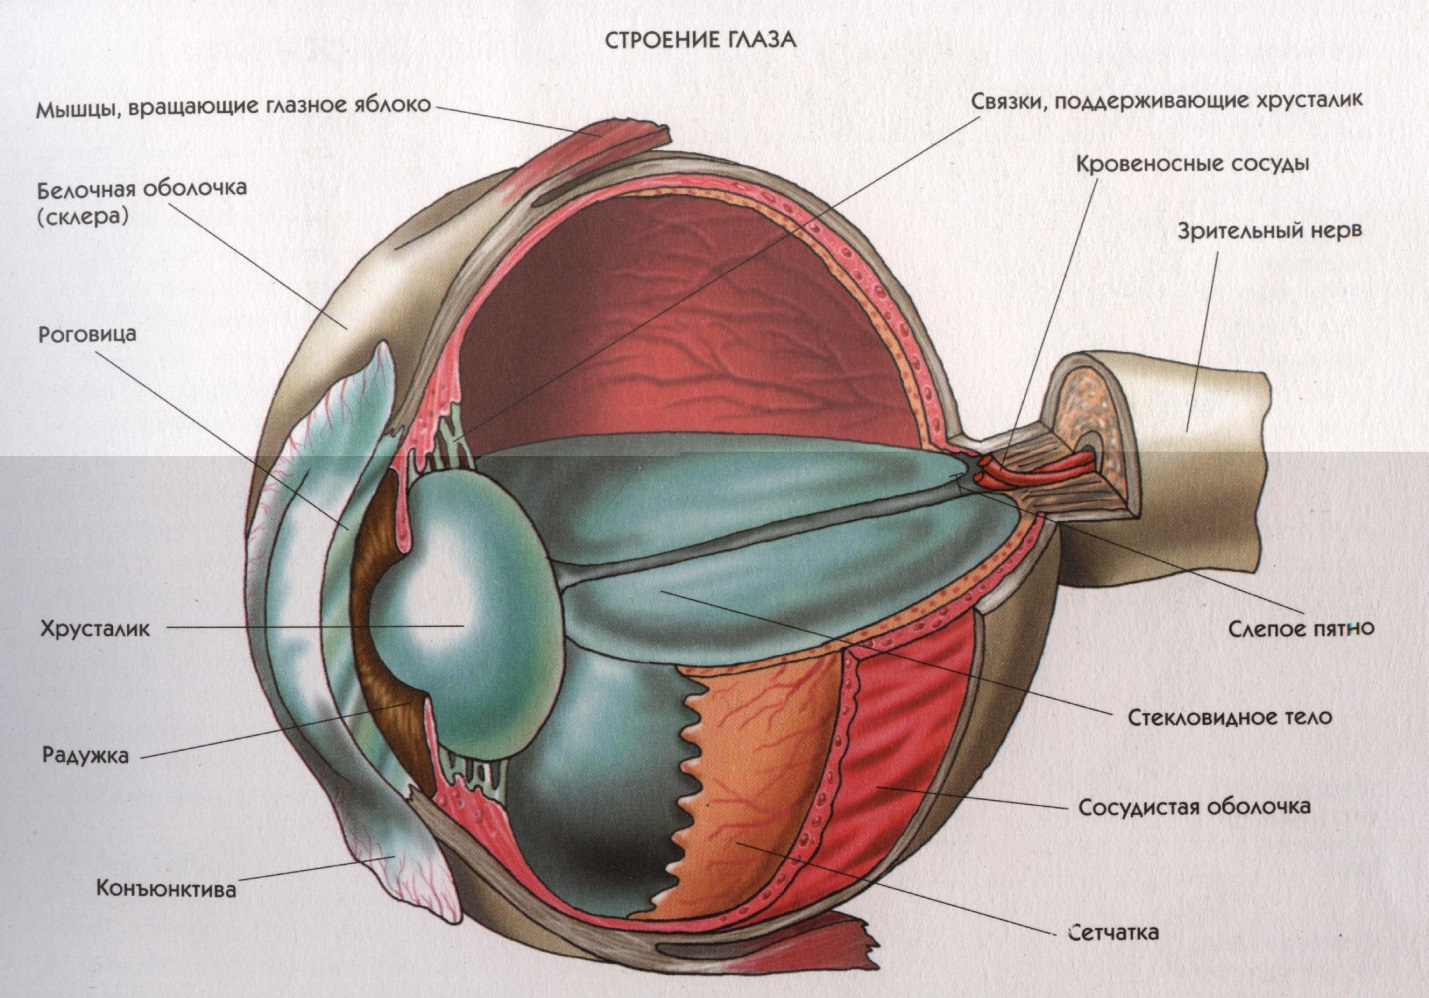 СТРОЕНИЕ ГЛАЗА
Мышцы, вращающие глазное яблоко
Белочная оболочка
(склера)
Роговица
Хрусталик
Радужка
Конъюнктива
Связки, поддерживающие хрусталик
Кровеносные сосуды
Зрительный нерв
Слепое пятно
Стекловидное тело
Сосудистая оболочка
Сетчатка